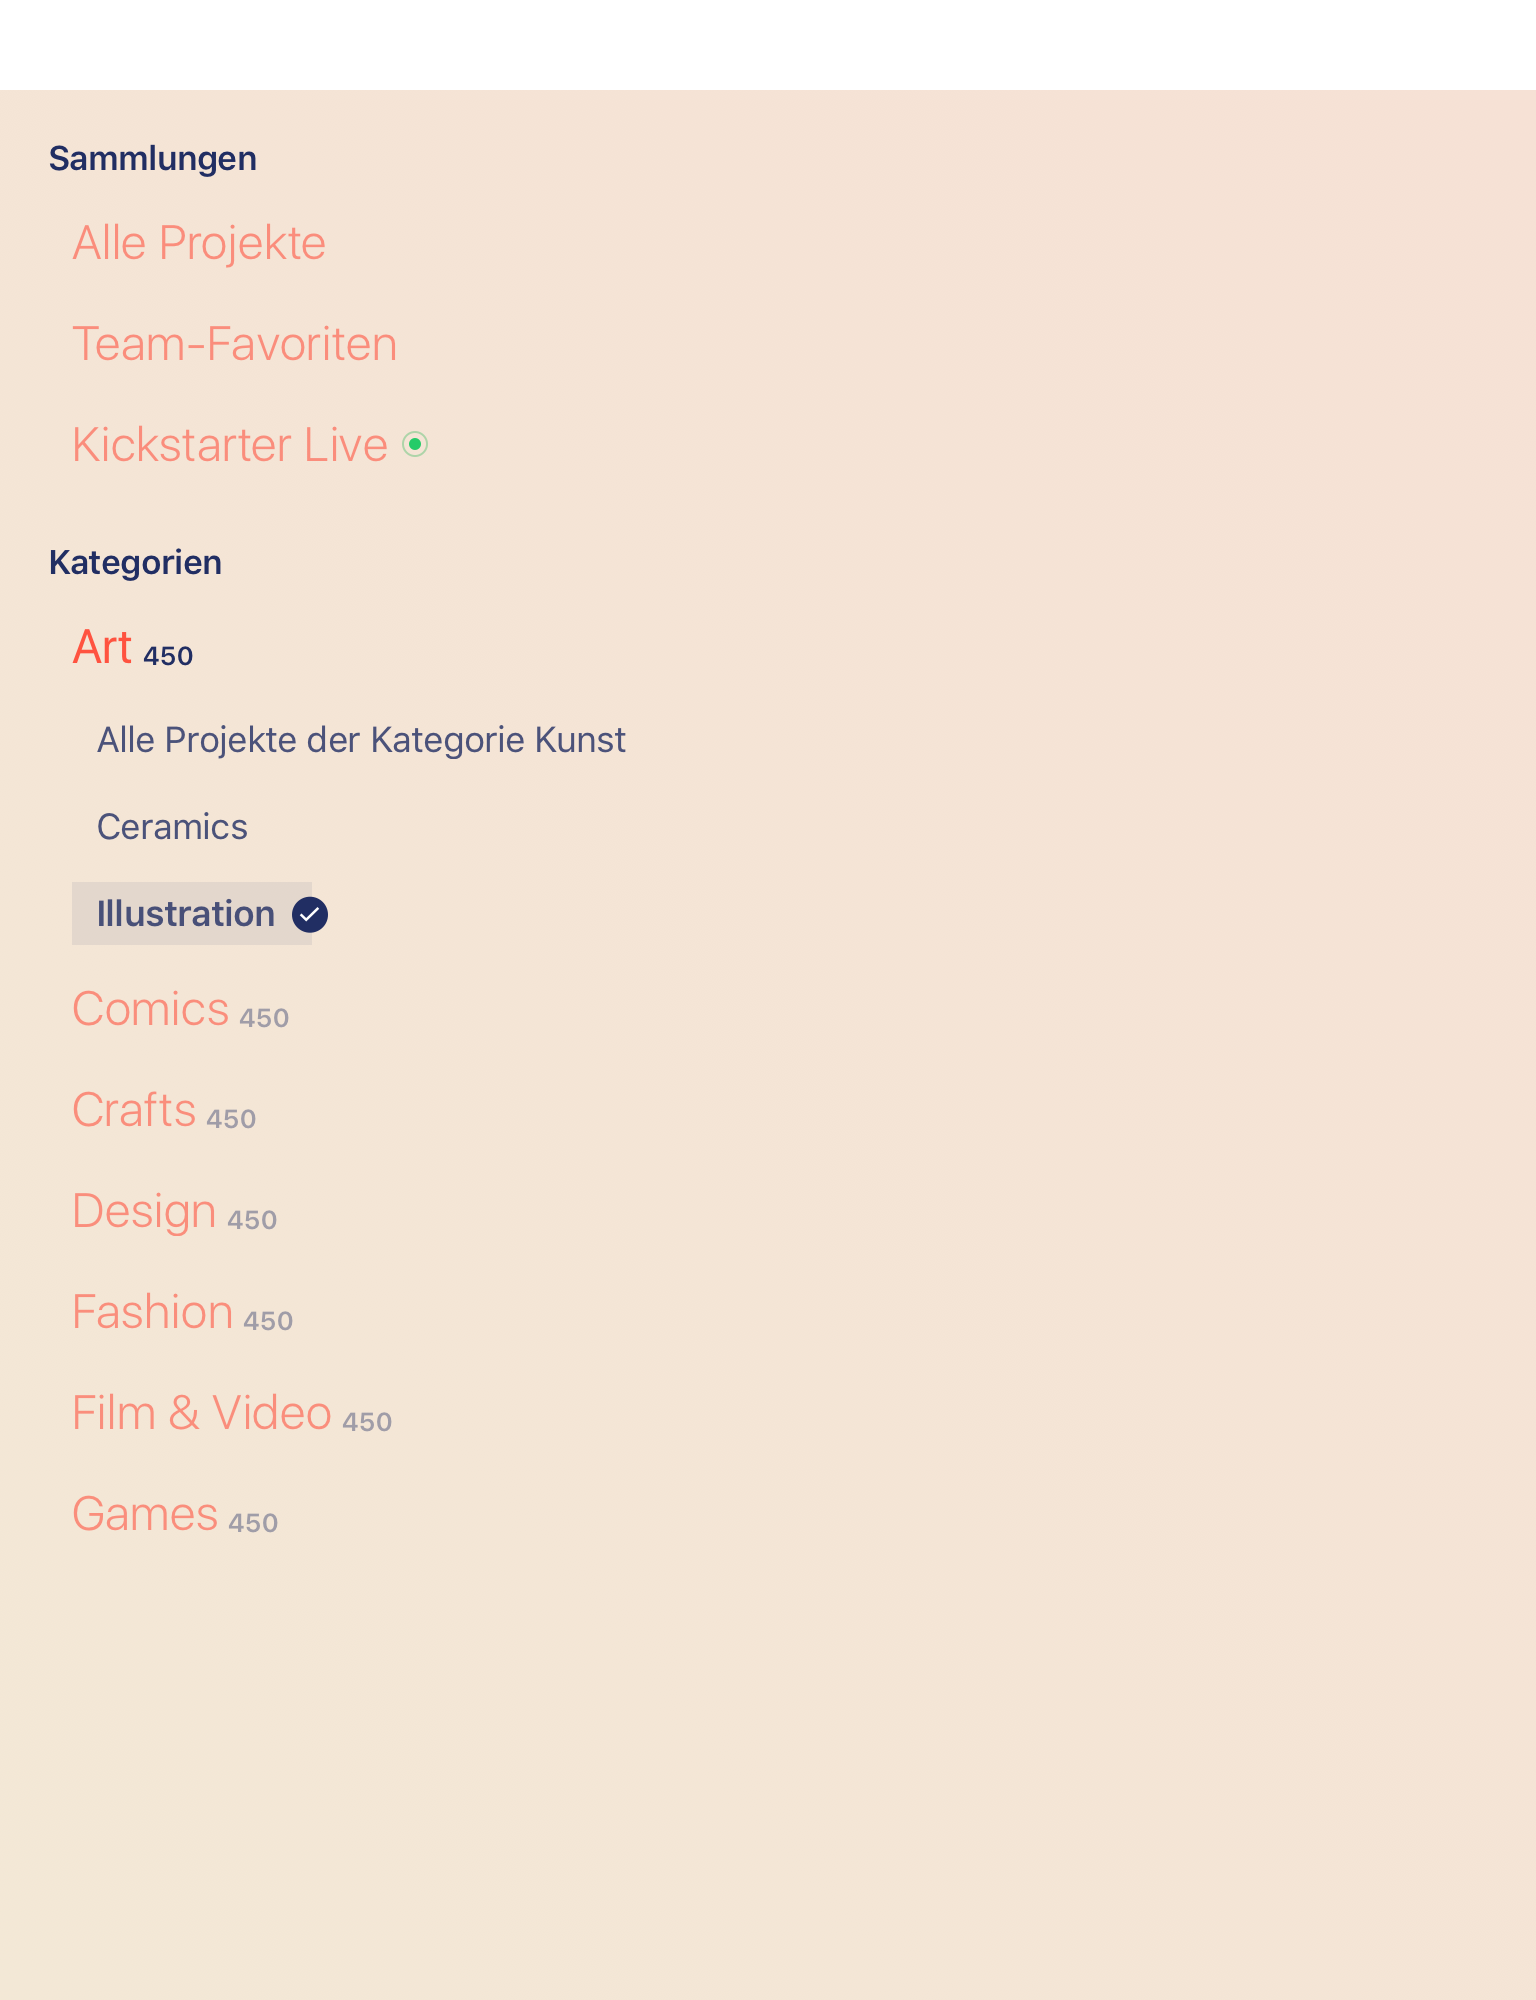 Sammlungen
Alle Projekte
Team-Favoriten
Kickstarter Live
Kategorien
Art 450
Alle Projekte der Kategorie Kunst
Ceramics
Illustration
Comics 450
Crafts 450
Design 450
Fashion 450
Film & Video 450
Games 450